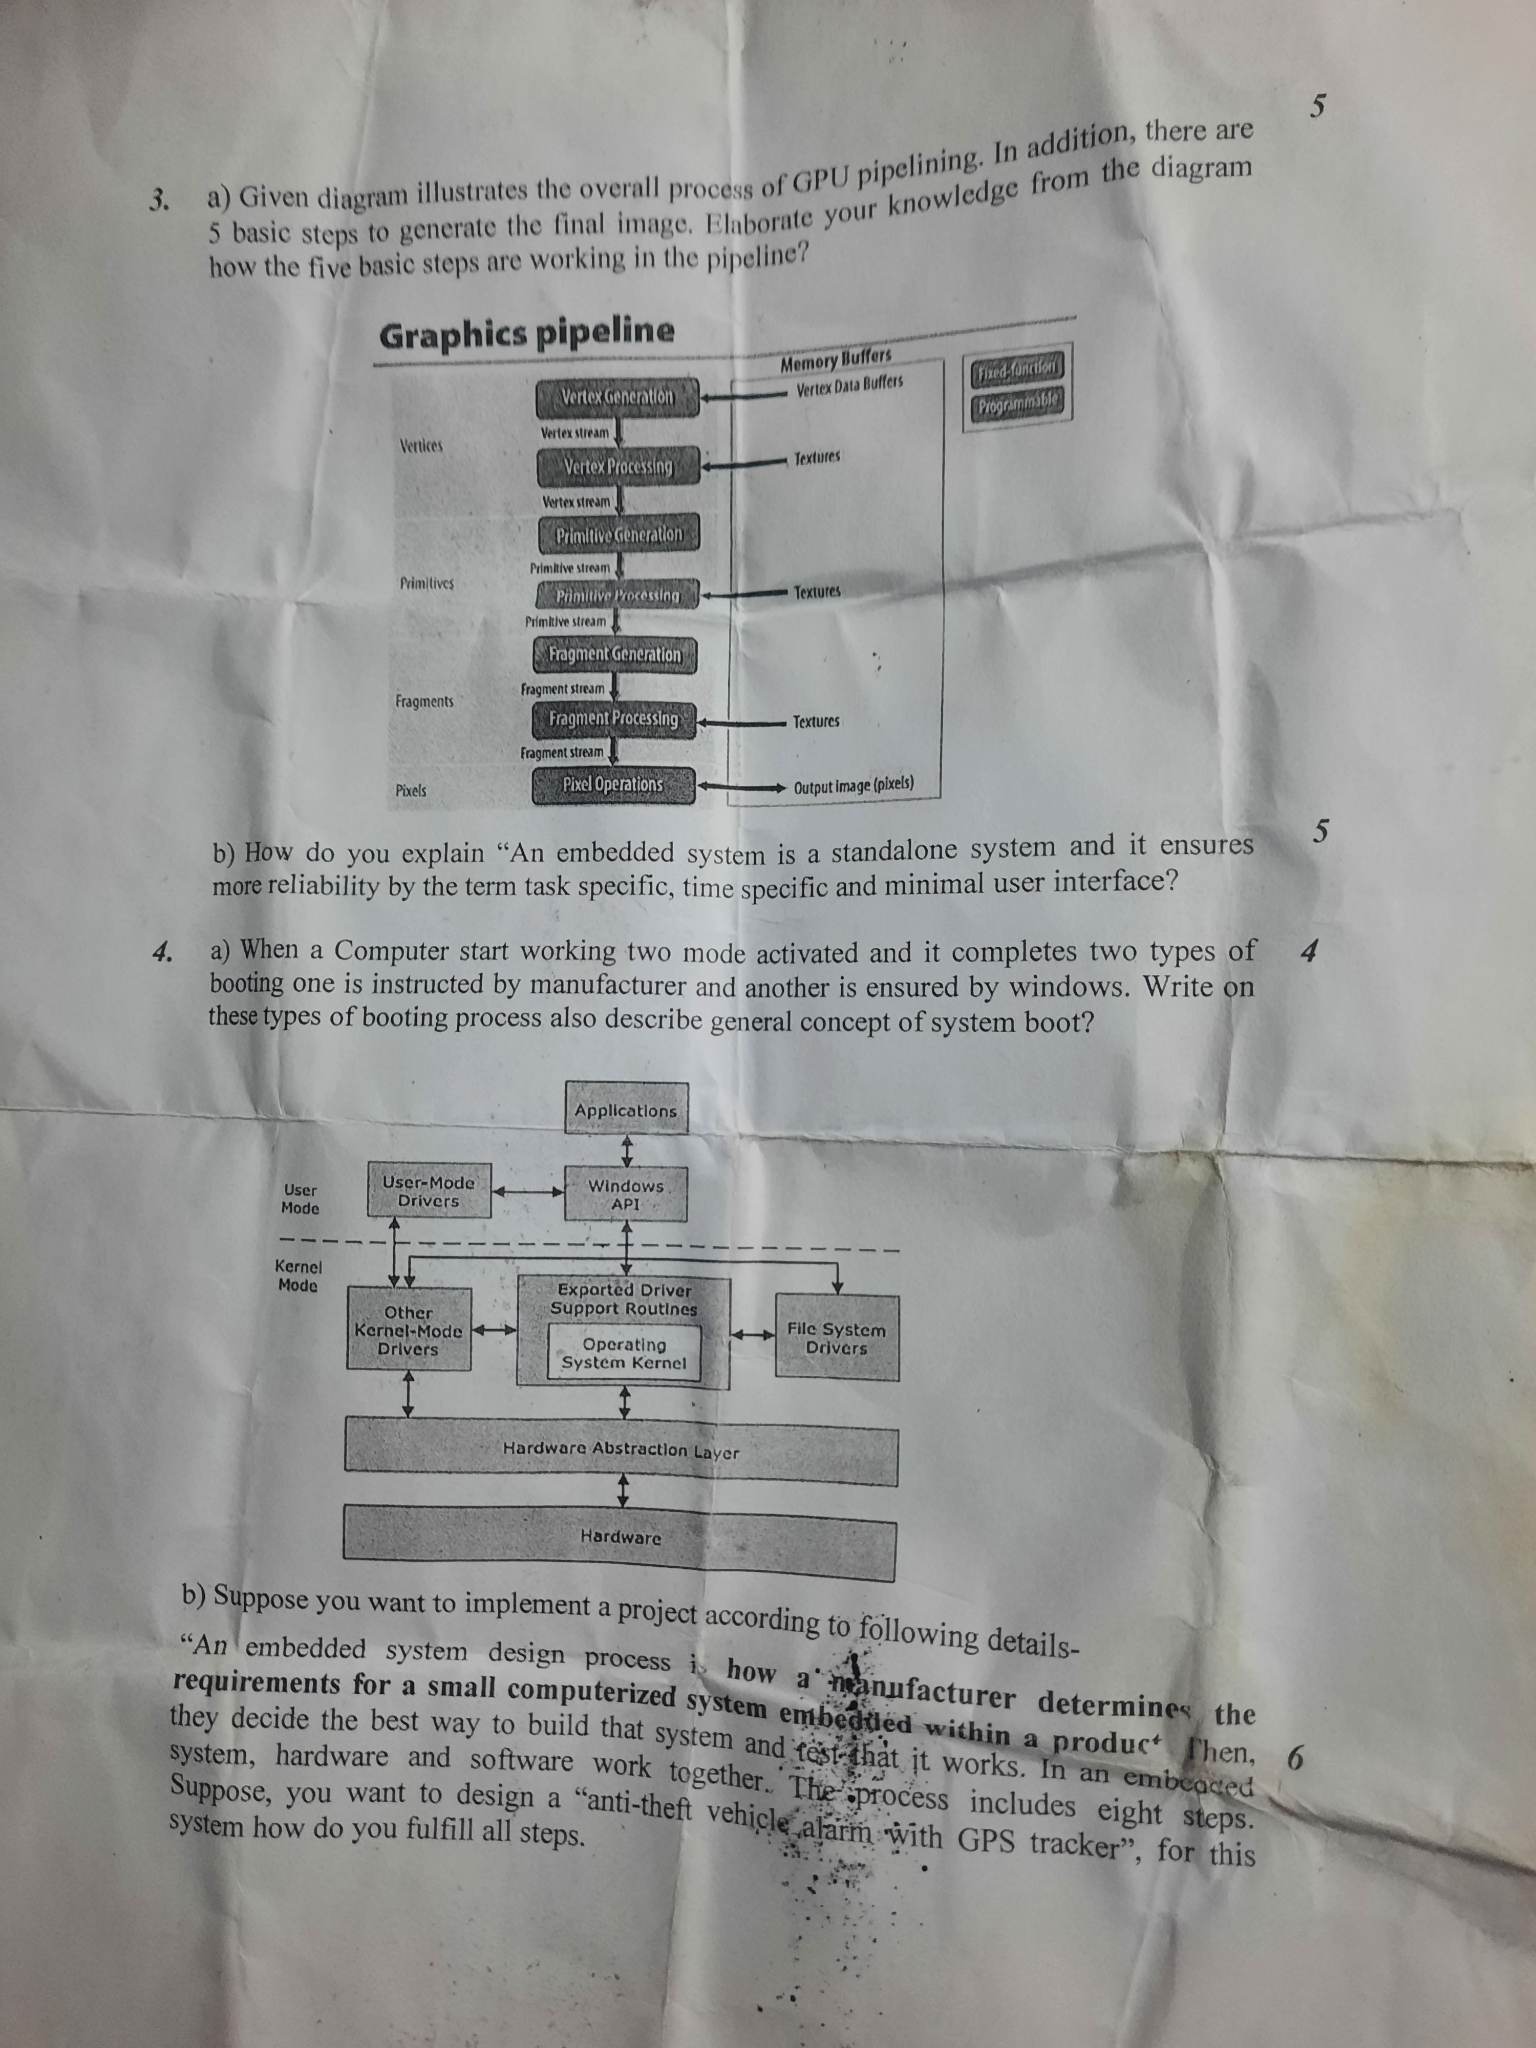 5
3. a) Given diagram illustrates the overall process of GPU pipelining. In addition, there are
5 basic steps to generate the final image. Elaborate your knowledge from the diagram
how the five basic steps are working in the pipeline?
Graphics pipeline
Memory Buffers
Fixed-function
Programmable
Vertex Generation
Vertex Data Buffers
Vertex stream
Vertices
Vertex Processing
Textures
Vertex stream
Primitive Generation
Primitive stream
Primitives
Primitive Processing
Textures
Primitive stream
Fragment Generation
Fragment stream
Fragments
Fragment Processing
Textures
Fragment stream
Pixels
Pixel Operations
Output image (pixels)
b) How do you explain “An embedded system is a standalone system and it ensures 5
more reliability by the term task specific, time specific and minimal user interface?
4. a) When a Computer start working two mode activated and it completes two types of 4
booting one is instructed by manufacturer and another is ensured by windows. Write on
these types of booting process also describe general concept of system boot?
Applications
User
Mode
User-Mode
Drivers
Windows
API
Kernel
Mode
Other
Kernel-Mode
Drivers
Exported Driver
Support Routines
Operating
System Kernel
File System
Drivers
Hardware Abstraction Layer
Hardware
b) Suppose you want to implement a project according to following details-
“An embedded system design process is how a manufacturer determines the
requirements for a small computerized system embedded within a product Then,
they decide the best way to build that system and test that it works. In an embedded 6
system, hardware and software work together. The process includes eight steps.
Suppose, you want to design a “anti-theft vehicle alarm with GPS tracker”, for this
system how do you fulfill all steps.